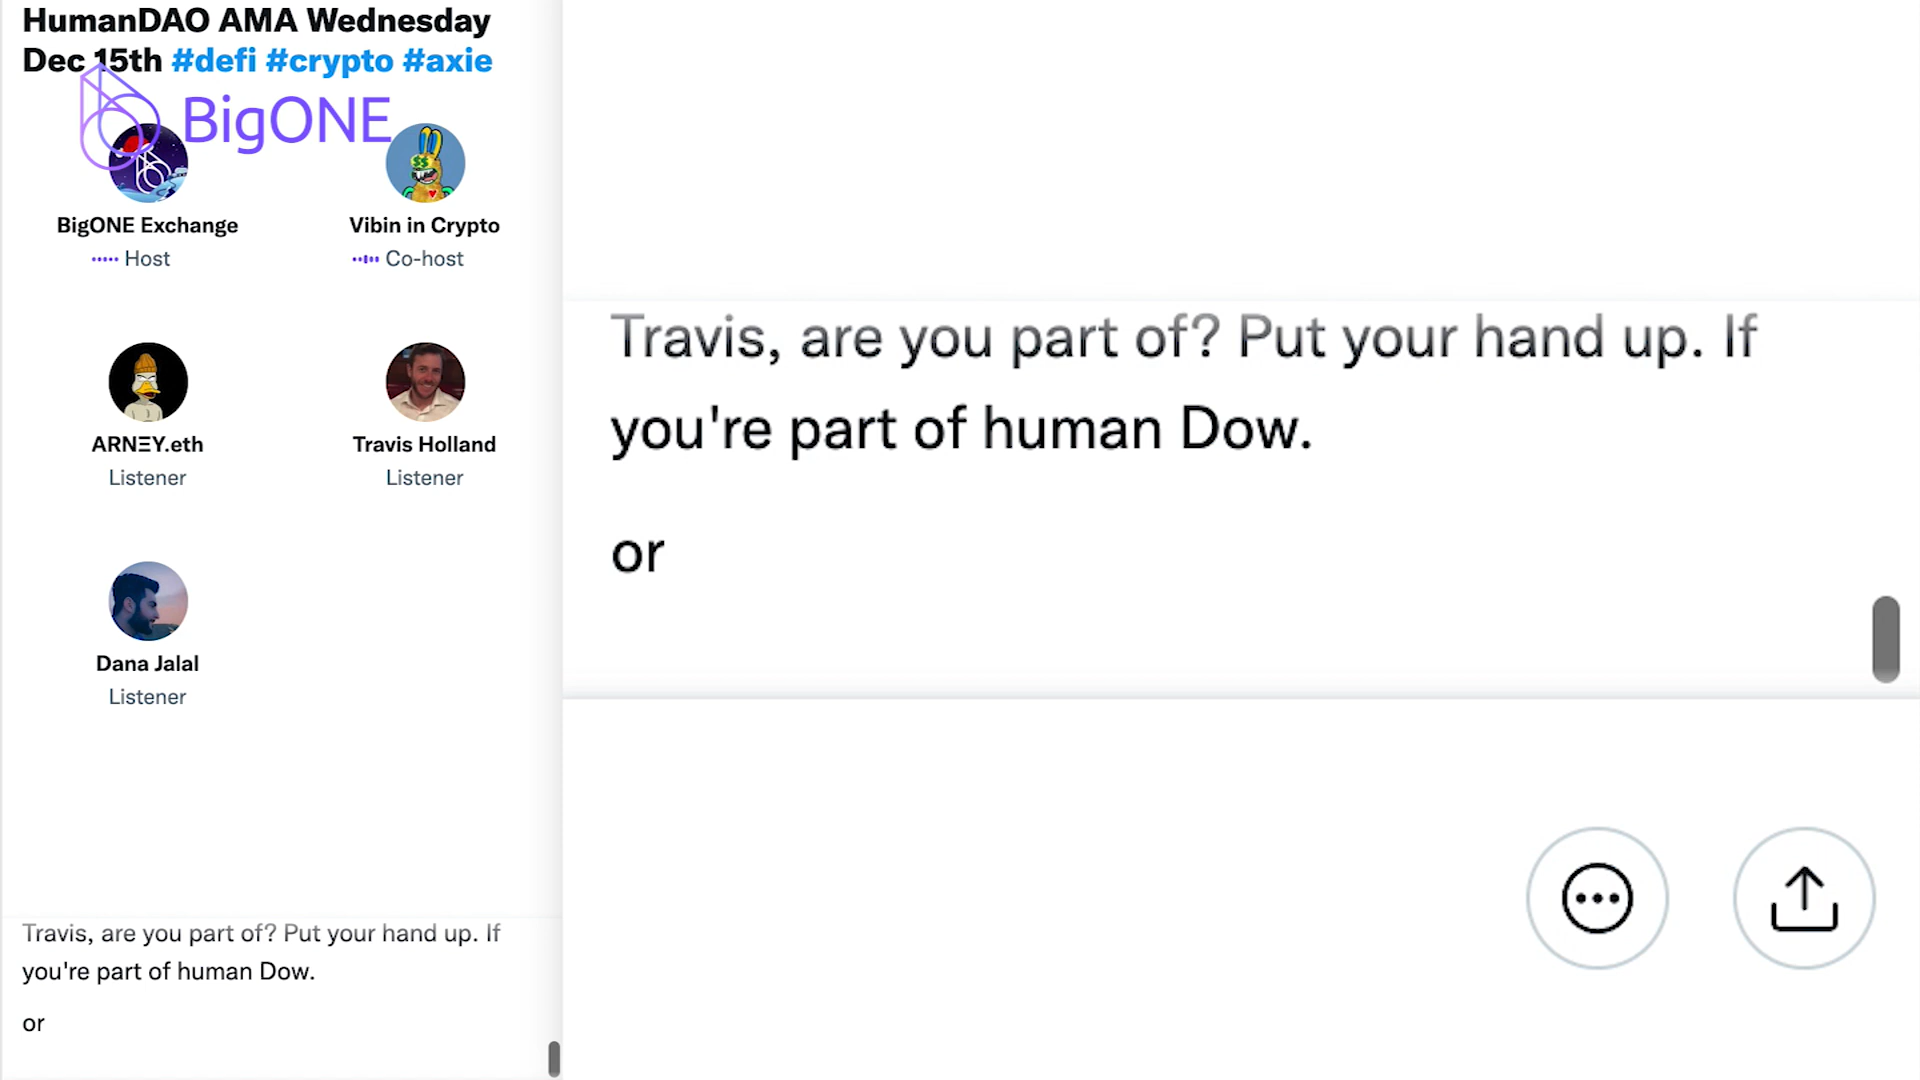 HumanDAO AMA Wednesday
Dec 15th #defi #crypto #axie
BigONE
BigONE Exchange
Host
Vibin in Crypto
Co-host
ARNΞY.eth
Listener
Travis Holland
Listener
Dana Jalal
Listener
Travis, are you part of? Put your hand up. If
you're part of human Dow.
or
Travis, are you part of? Put your hand up. If
you're part of human Dow.
or